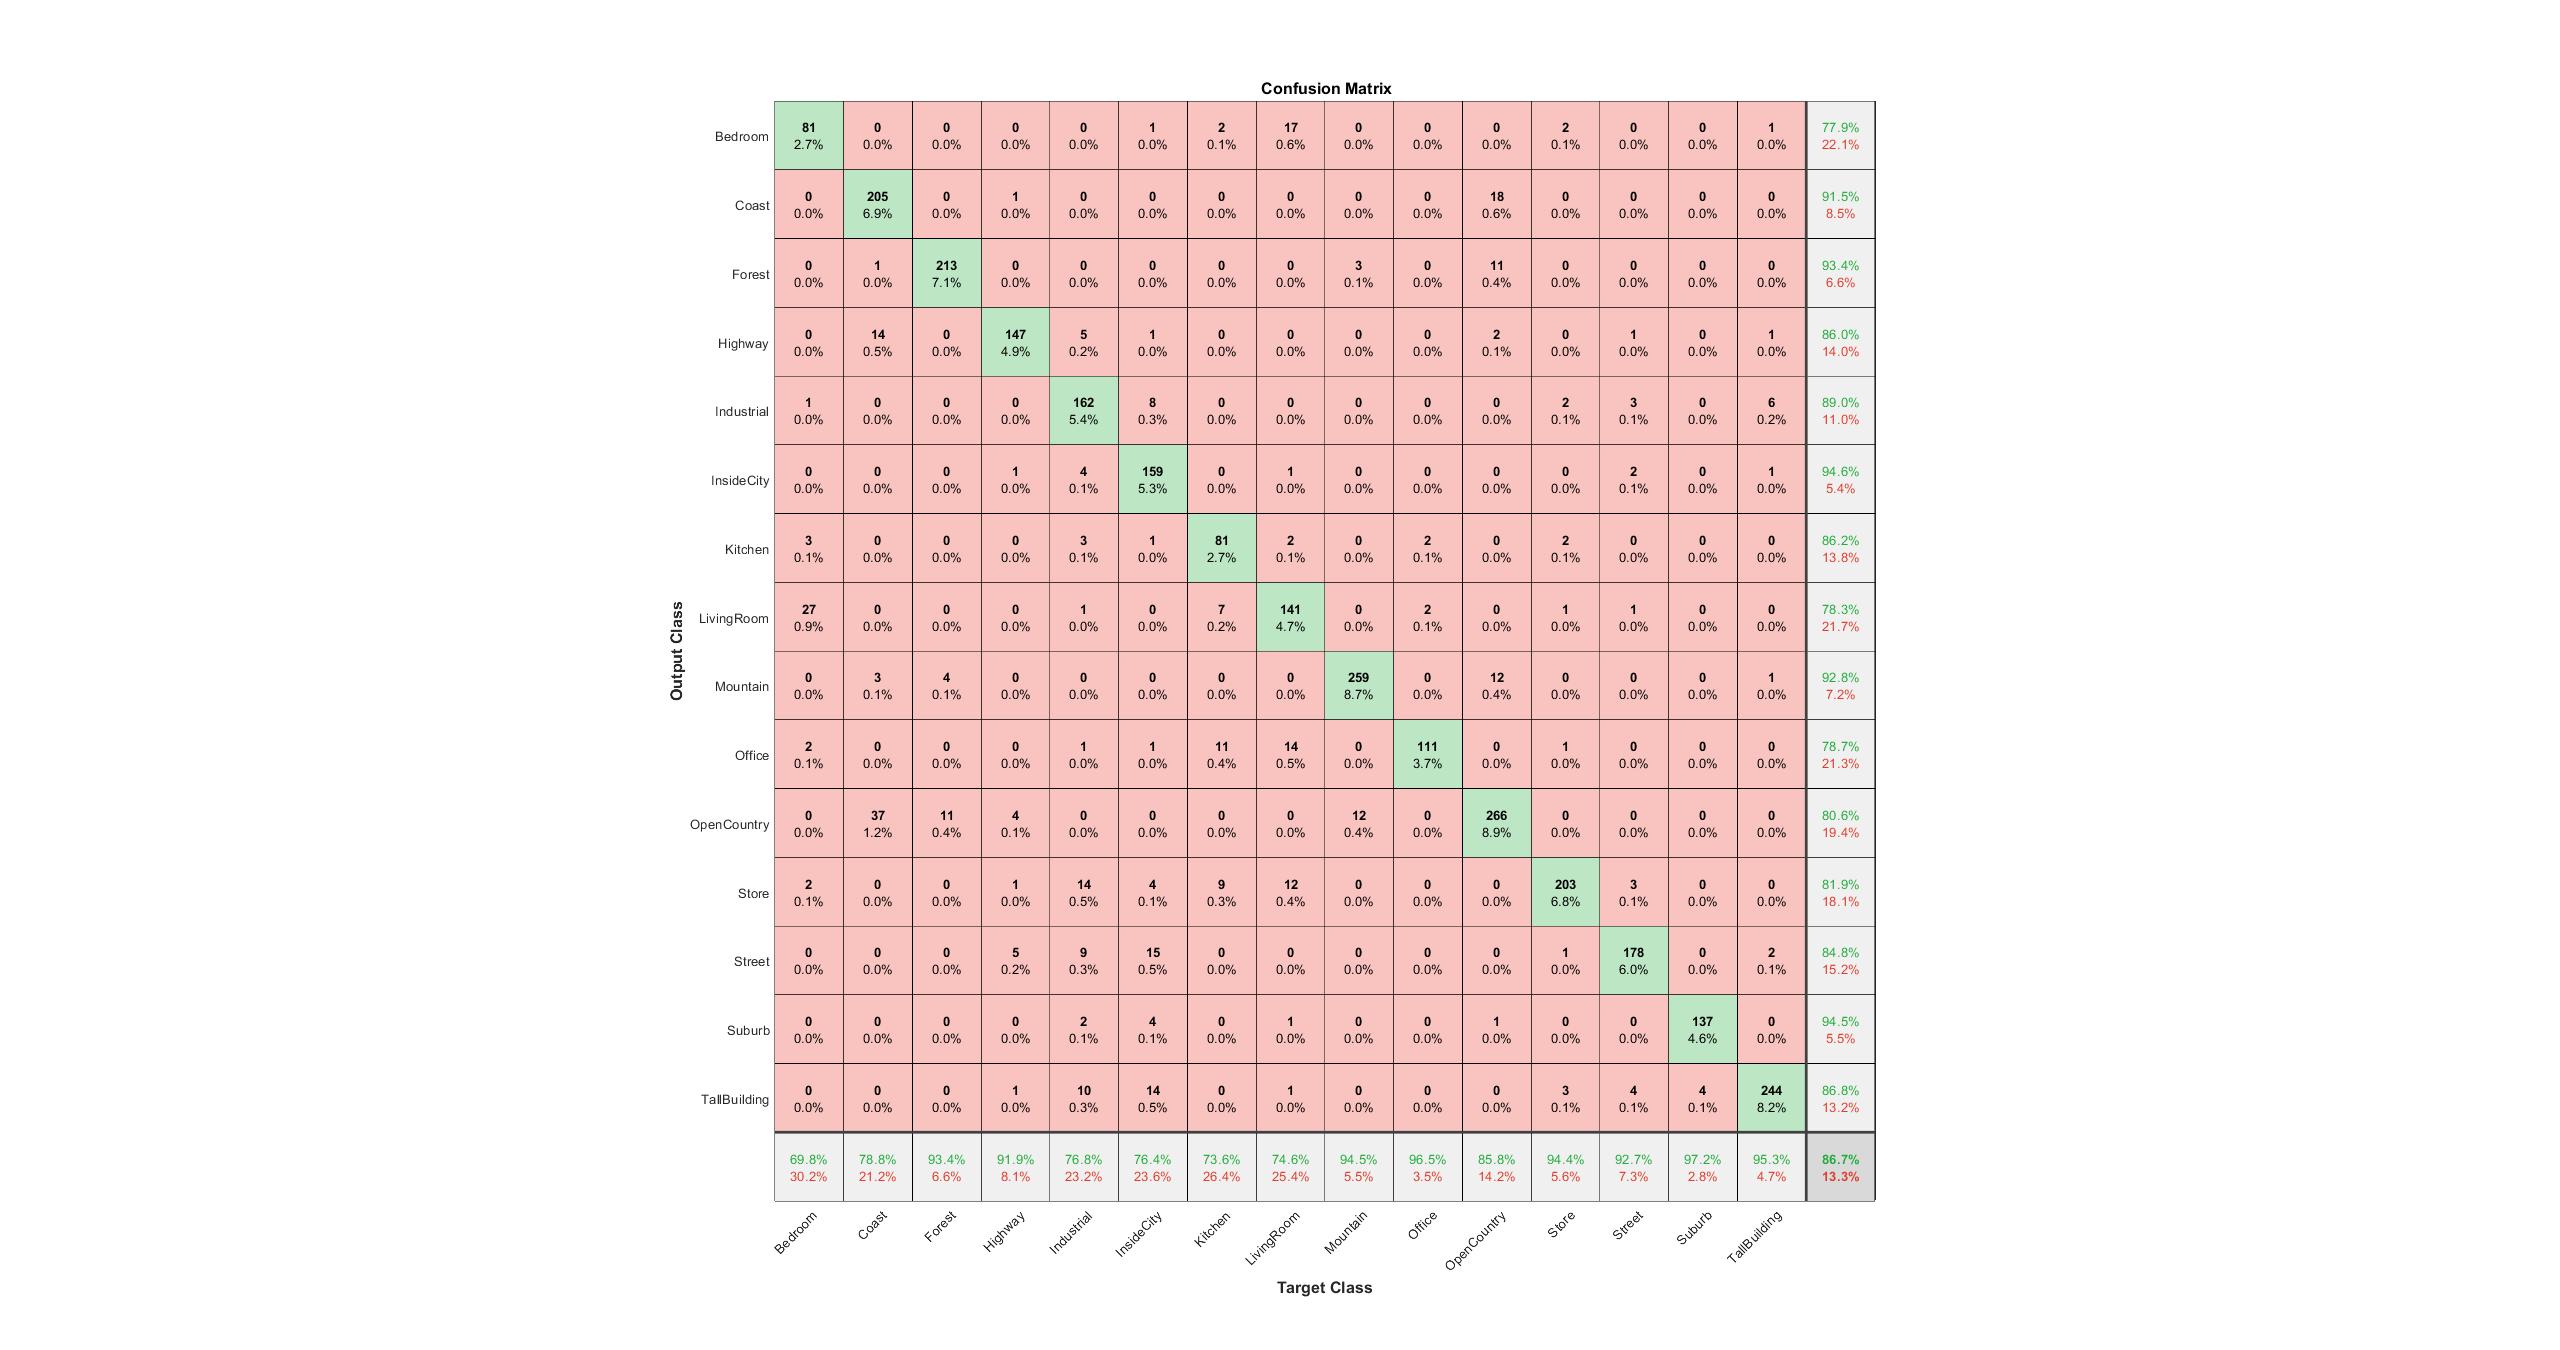 Confusion Matrix
Bedroom 81 0 0 0 0 1 2 17 0 0 0 2 0 0 1 77.9%
2.7% 0.0% 0.0% 0.0% 0.0% 0.0% 0.1% 0.6% 0.0% 0.0% 0.0% 0.1% 0.0% 0.0% 0.0% 22.1%
Coast 0 205 0 1 0 0 0 0 0 0 18 0 0 0 0 91.5%
0.0% 6.9% 0.0% 0.0% 0.0% 0.0% 0.0% 0.0% 0.0% 0.0% 0.6% 0.0% 0.0% 0.0% 0.0% 8.5%
Forest 0 1 213 0 0 0 0 0 3 0 11 0 0 0 0 93.4%
0.0% 0.0% 7.1% 0.0% 0.0% 0.0% 0.0% 0.0% 0.1% 0.0% 0.4% 0.0% 0.0% 0.0% 0.0% 6.6%
Highway 0 14 0 147 5 1 0 0 0 0 2 0 1 0 1 86.0%
0.0% 0.5% 0.0% 4.9% 0.2% 0.0% 0.0% 0.0% 0.0% 0.0% 0.1% 0.0% 0.0% 0.0% 0.0% 14.0%
Industrial 1 0 0 0 162 8 0 0 0 0 0 2 3 0 6 89.0%
0.0% 0.0% 0.0% 0.0% 5.4% 0.3% 0.0% 0.0% 0.0% 0.0% 0.0% 0.1% 0.1% 0.0% 0.2% 11.0%
InsideCity 0 0 0 1 4 159 0 1 0 0 0 0 2 0 1 94.6%
0.0% 0.0% 0.0% 0.0% 0.1% 5.3% 0.0% 0.0% 0.0% 0.0% 0.0% 0.0% 0.1% 0.0% 0.0% 5.4%
Kitchen 3 0 0 0 3 1 81 2 0 2 0 2 0 0 0 86.2%
0.1% 0.0% 0.0% 0.0% 0.1% 0.0% 2.7% 0.1% 0.0% 0.1% 0.0% 0.1% 0.0% 0.0% 0.0% 13.8%
LivingRoom 27 0 0 0 1 0 7 141 0 2 0 1 1 0 0 78.3%
0.9% 0.0% 0.0% 0.0% 0.0% 0.0% 0.2% 4.7% 0.0% 0.1% 0.0% 0.0% 0.0% 0.0% 0.0% 21.7%
Mountain 0 3 4 0 0 0 0 0 259 0 12 0 0 0 1 92.8%
0.0% 0.1% 0.1% 0.0% 0.0% 0.0% 0.0% 0.0% 8.7% 0.0% 0.4% 0.0% 0.0% 0.0% 0.0% 7.2%
Office 2 0 0 0 1 1 11 14 0 111 0 1 0 0 0 78.7%
0.1% 0.0% 0.0% 0.0% 0.0% 0.0% 0.4% 0.5% 0.0% 3.7% 0.0% 0.0% 0.0% 0.0% 0.0% 21.3%
OpenCountry 0 37 11 4 0 0 0 0 12 0 266 0 0 0 0 80.6%
0.0% 1.2% 0.4% 0.1% 0.0% 0.0% 0.0% 0.0% 0.4% 0.0% 8.9% 0.0% 0.0% 0.0% 0.0% 19.4%
Store 2 0 0 1 14 4 9 12 0 0 0 203 3 0 0 81.9%
0.1% 0.0% 0.0% 0.0% 0.5% 0.1% 0.3% 0.4% 0.0% 0.0% 0.0% 6.8% 0.1% 0.0% 0.0% 18.1%
Street 0 0 0 5 9 15 0 0 0 0 0 1 178 0 2 84.8%
0.0% 0.0% 0.0% 0.2% 0.3% 0.5% 0.0% 0.0% 0.0% 0.0% 0.0% 0.0% 6.0% 0.0% 0.1% 15.2%
Suburb 0 0 0 0 2 4 0 1 0 0 1 0 0 137 0 94.5%
0.0% 0.0% 0.0% 0.0% 0.1% 0.1% 0.0% 0.0% 0.0% 0.0% 0.0% 0.0% 0.0% 4.6% 0.0% 5.5%
TallBuilding 0 0 0 1 10 14 0 1 0 0 0 3 4 4 244 86.8%
0.0% 0.0% 0.0% 0.0% 0.3% 0.5% 0.0% 0.0% 0.0% 0.0% 0.0% 0.1% 0.1% 0.1% 8.2% 13.2%
69.8% 78.8% 93.4% 91.9% 76.8% 76.4% 73.6% 74.6% 94.5% 96.5% 85.8% 94.4% 92.7% 97.2% 95.3% 86.7%
30.2% 21.2% 6.6% 8.1% 23.2% 23.6% 26.4% 25.4% 5.5% 3.5% 14.2% 5.6% 7.3% 2.8% 4.7% 13.3%
Bedroom Coast Forest Highway Industrial InsideCity Kitchen LivingRoom Mountain Office OpenCountry Store Street Suburb TallBuilding
Target Class
Output Class